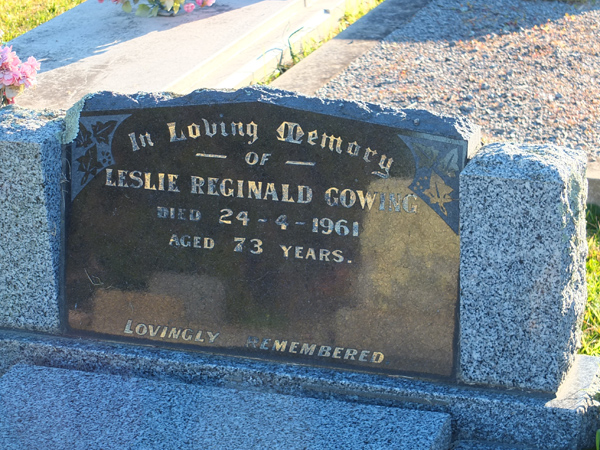 In Loving Memory
— OF —
LESLIE REGINALD GOWING
DIED 24-4-1961
AGED 73 YEARS.
LOVINGLY REMEMBERED